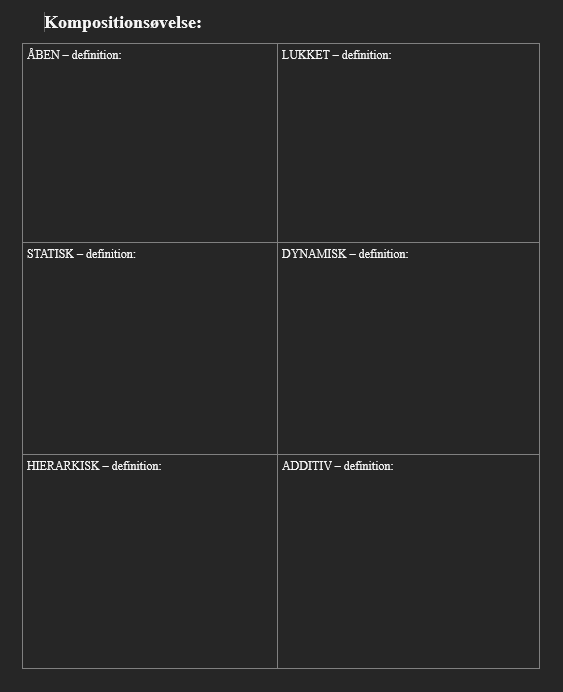 Kompositionsøvelse:
ÅBEN – definition:
LUKKET – definition:
STATISK – definition:
DYNAMISK – definition:
HIERARKISK – definition:
ADDITIV – definition: